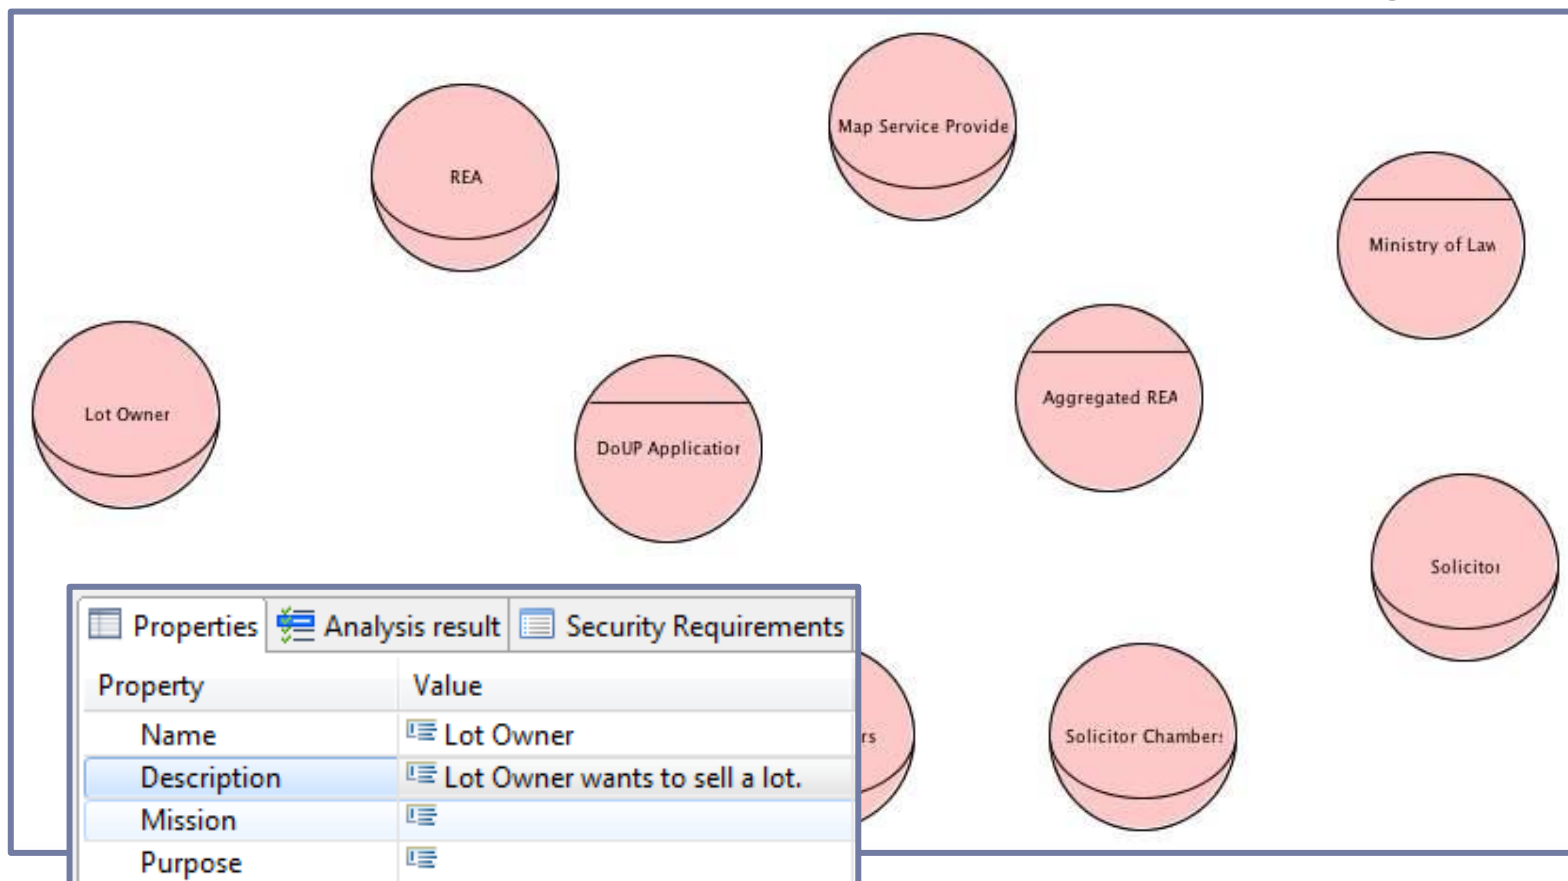 Map Service Provide
REA
Ministry of Law
Aggregated REA
Lot Owner
DoUP Application
Solicitor
Properties Analysis result Security Requirements
Property Value
Name Lot Owner
Description Lot Owner wants to sell a lot.
Mission
Purpose
rs
Solicitor Chambers